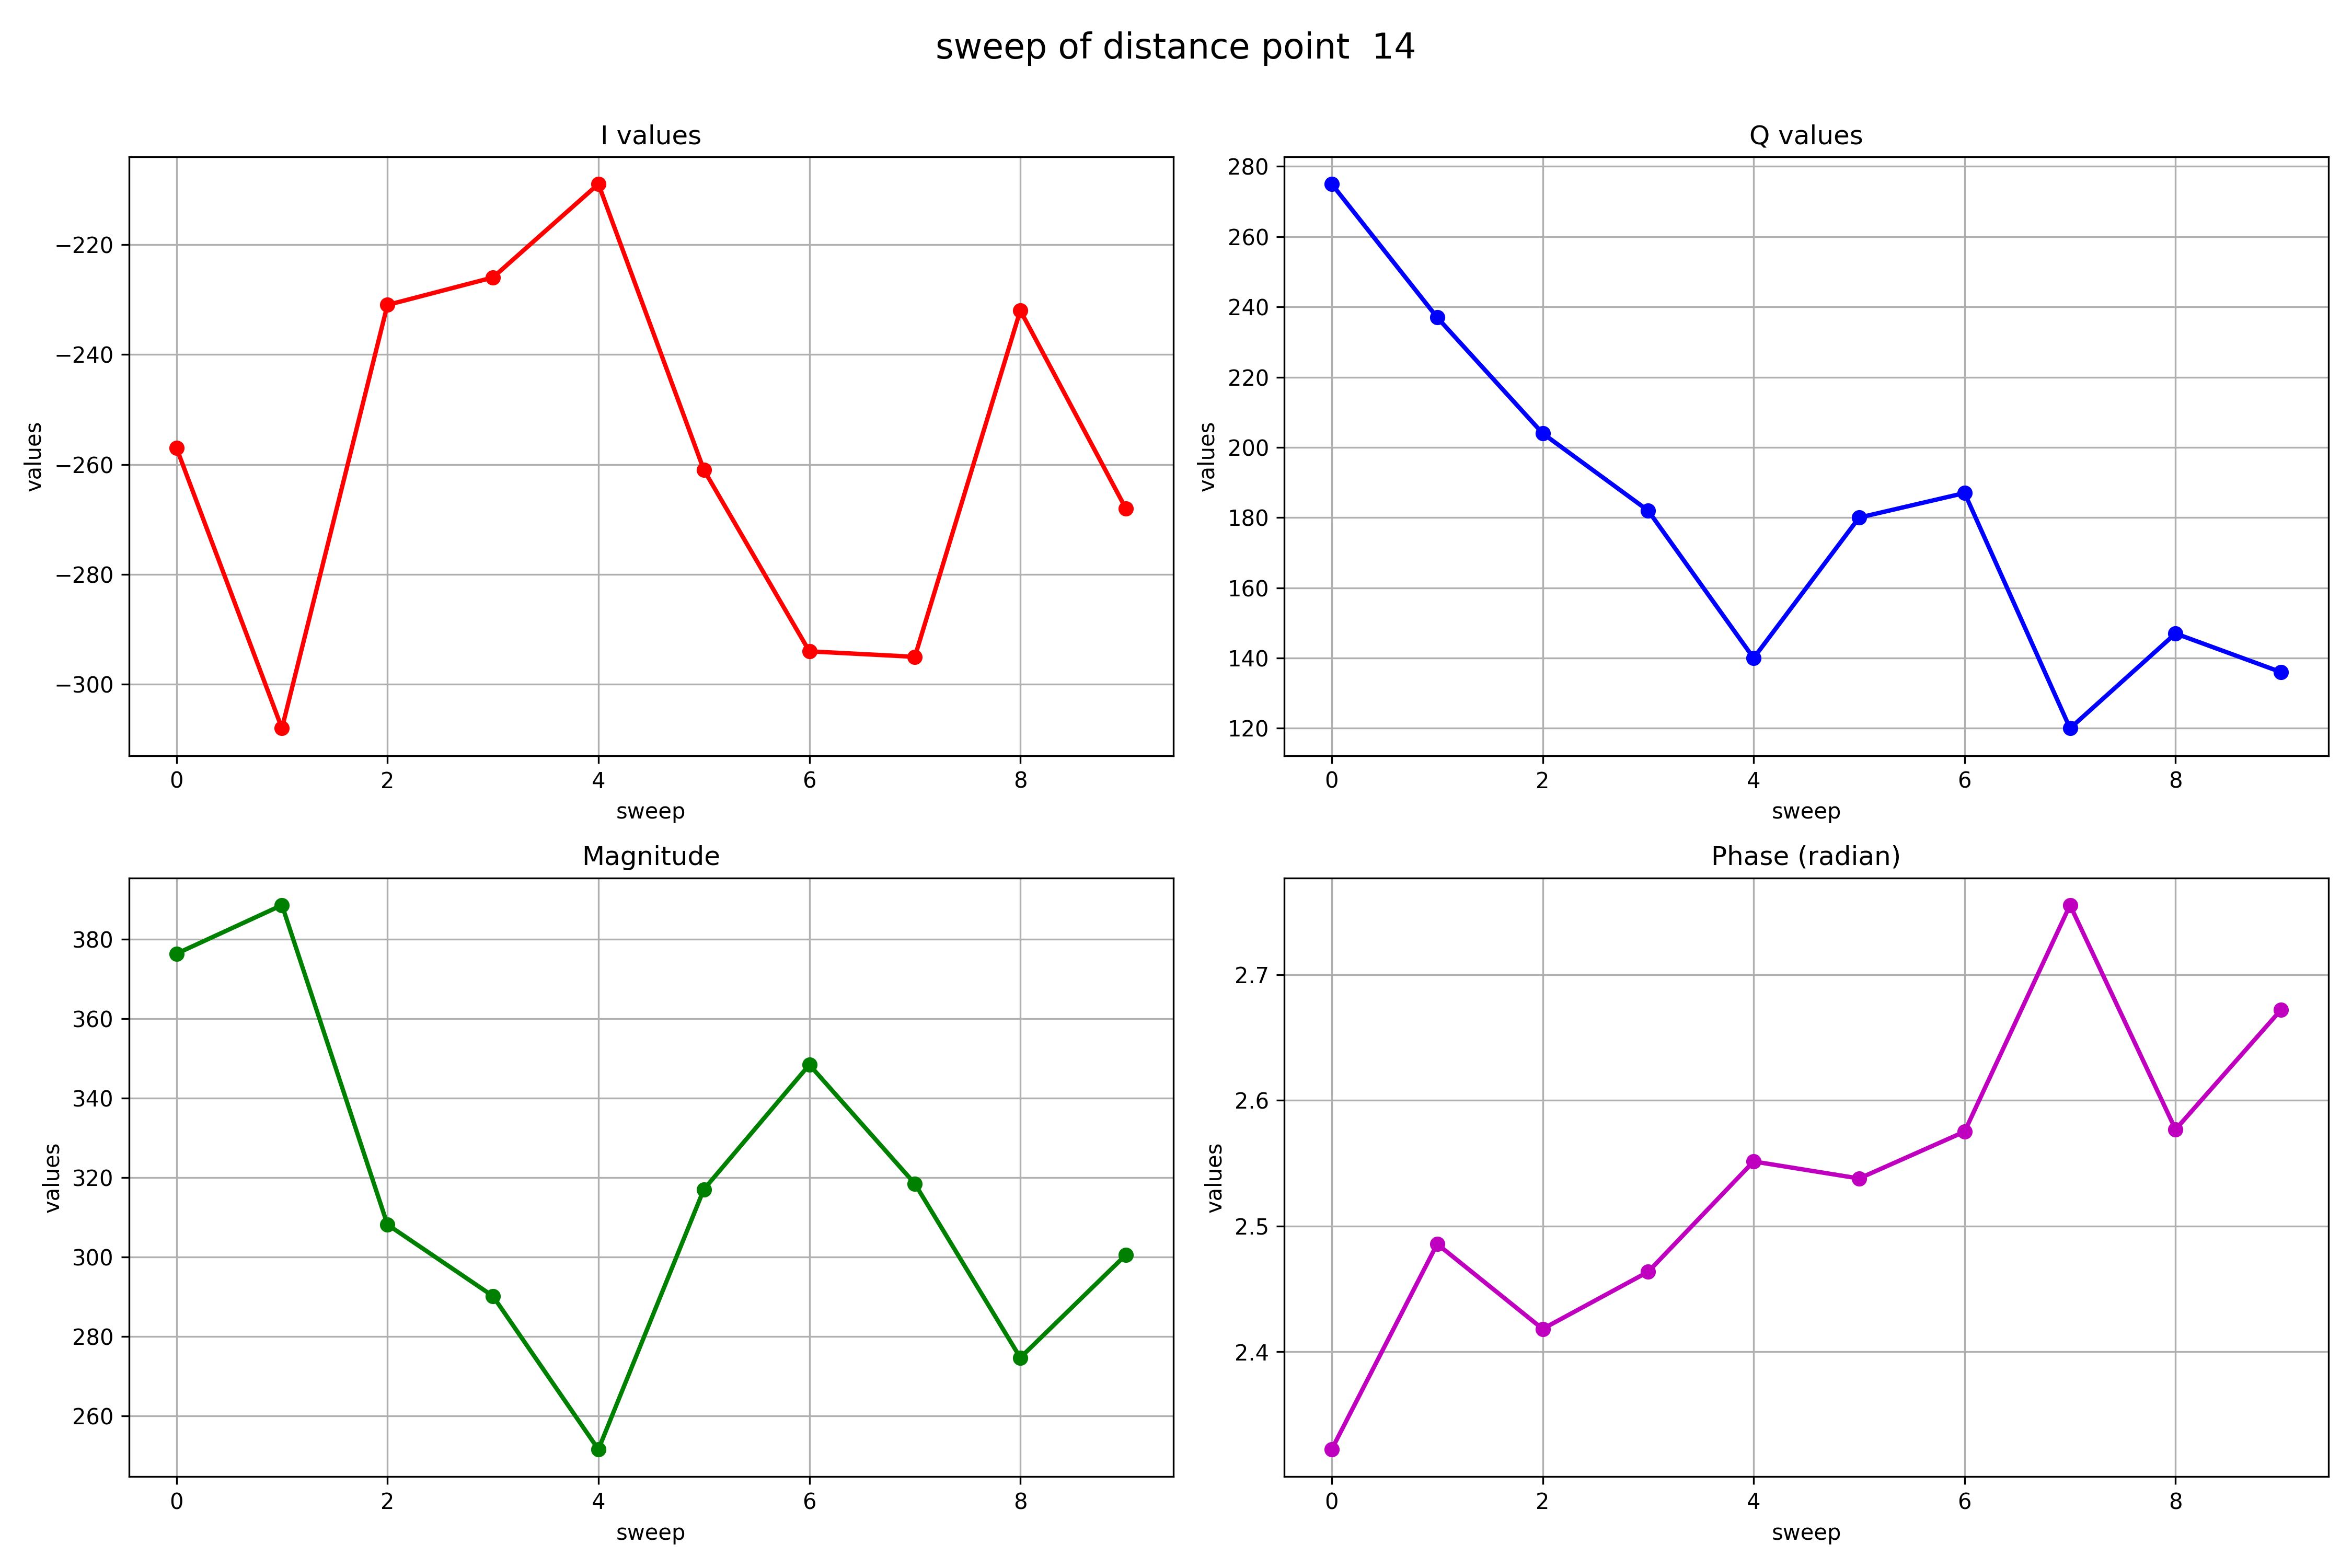 sweep of distance point  14
I values
values
−220
−240
−260
−280
−300
0 2 4 6 8
sweep
Q values
values
280
260
240
220
200
180
160
140
120
0 2 4 6 8
sweep
Magnitude
values
380
360
340
320
300
280
260
0 2 4 6 8
sweep
Phase (radian)
values
2.7
2.6
2.5
2.4
0 2 4 6 8
sweep